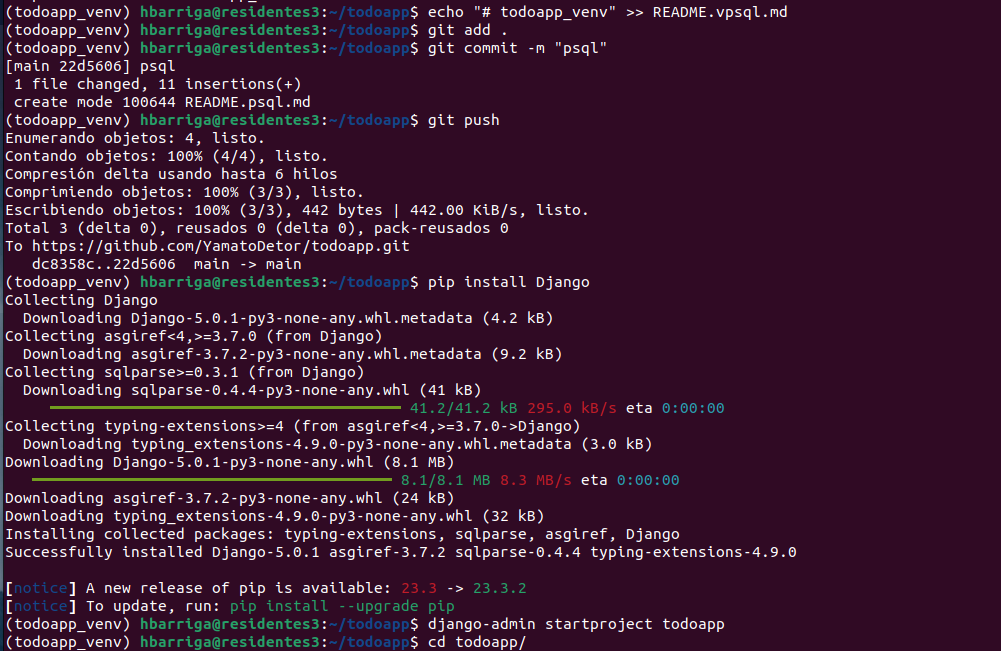 (todoapp_venv) hbarriga@residentes3:~/todoapp$ echo "# todoapp_venv" >> README.vpsql.md
(todoapp_venv) hbarriga@residentes3:~/todoapp$ git add .
(todoapp_venv) hbarriga@residentes3:~/todoapp$ git commit -m "psql"
[main 22d5606] psql
 1 file changed, 11 insertions(+)
 create mode 100644 README.psql.md
(todoapp_venv) hbarriga@residentes3:~/todoapp$ git push
Enumerando objetos: 4, listo.
Contando objetos: 100% (4/4), listo.
Compresión delta usando hasta 6 hilos
Comprimiendo objetos: 100% (3/3), listo.
Escribiendo objetos: 100% (3/3), 442 bytes | 442.00 KiB/s, listo.
Total 3 (delta 0), reusados 0 (delta 0), pack-reusados 0
To https://github.com/YamatoDetor/todoapp.git
   dc8358c..22d5606  main -> main
(todoapp_venv) hbarriga@residentes3:~/todoapp$ pip install Django
Collecting Django
  Downloading Django-5.0.1-py3-none-any.whl.metadata (4.2 kB)
Collecting asgiref<4,>=3.7.0 (from Django)
  Downloading asgiref-3.7.2-py3-none-any.whl.metadata (9.2 kB)
Collecting sqlparse>=0.3.1 (from Django)
  Downloading sqlparse-0.4.4-py3-none-any.whl (41 kB)
41.2/41.2 kB 295.0 kB/s eta 0:00:00
Collecting typing-extensions>=4 (from asgiref<4,>=3.7.0->Django)
  Downloading typing_extensions-4.9.0-py3-none-any.whl.metadata (3.0 kB)
Downloading Django-5.0.1-py3-none-any.whl (8.1 MB)
8.1/8.1 MB 8.3 MB/s eta 0:00:00
Downloading asgiref-3.7.2-py3-none-any.whl (24 kB)
Downloading typing_extensions-4.9.0-py3-none-any.whl (32 kB)
Installing collected packages: typing-extensions, sqlparse, asgiref, Django
Successfully installed Django-5.0.1 asgiref-3.7.2 sqlparse-0.4.4 typing-extensions-4.9.0
[notice] A new release of pip is available: 23.3 -> 23.3.2
[notice] To update, run: pip install --upgrade pip
(todoapp_venv) hbarriga@residentes3:~/todoapp$ django-admin startproject todoapp
(todoapp_venv) hbarriga@residentes3:~/todoapp$ cd todoapp/